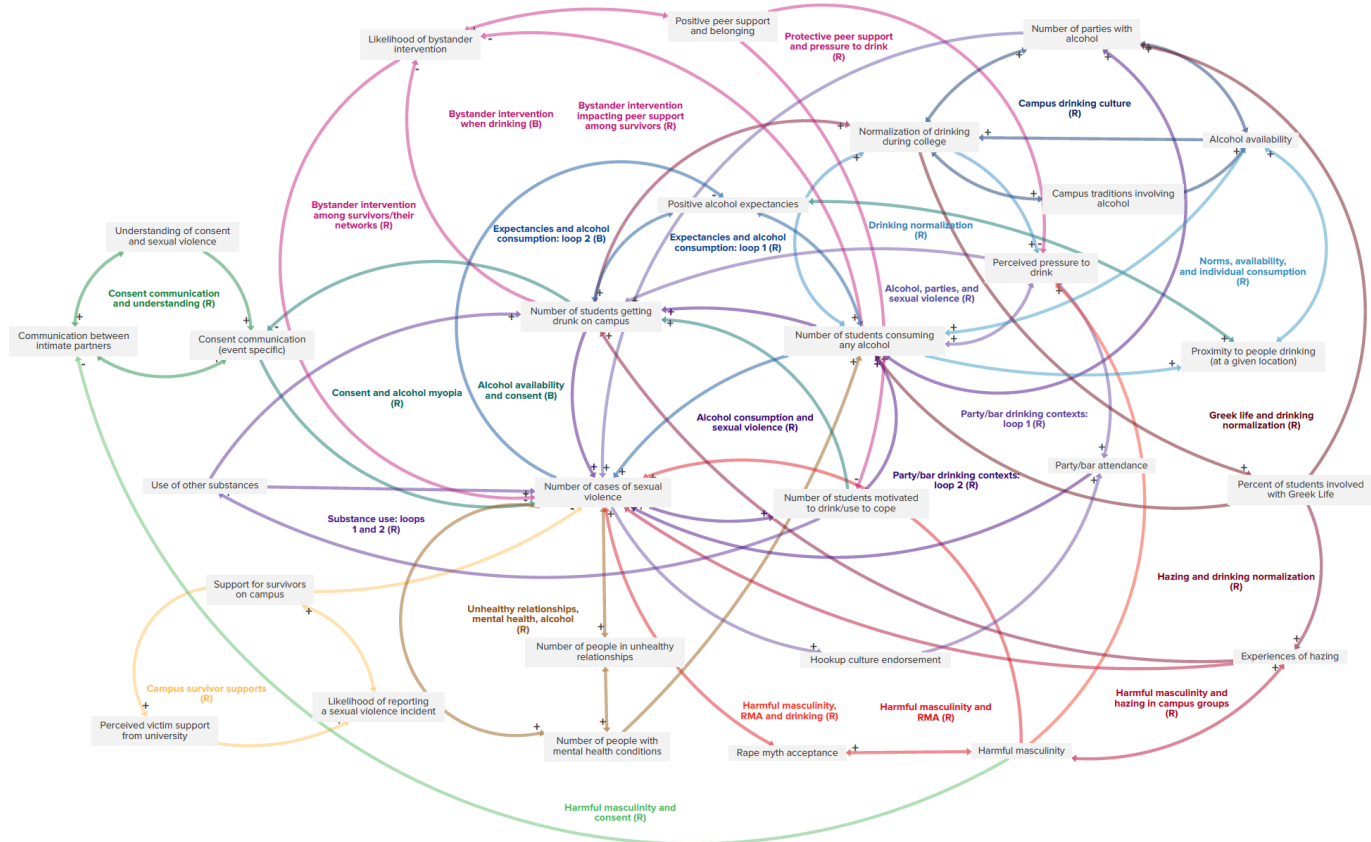 Positive peer support
and belonging
Likelihood of bystander
intervention
Protective peer support
and pressure to drink
(R)
Number of parties with
alcohol
Bystander intervention
when drinking (B)
Bystander intervention
impacting peer support
among survivors (R)
Campus drinking culture
(R)
Normalization of drinking
during college
Alcohol availability
Campus traditions involving
alcohol
Bystander intervention
among survivors/their
networks (R)
Positive alcohol expectancies
Understanding of consent
and sexual violence
Expectancies and alcohol
consumption: loop 2 (B)
Expectancies and alcohol
consumption: loop 1 (R)
Drinking normalization
(R)
Perceived pressure to
drink
Norms, availability,
and individual consumption
(R)
Consent communication
and understanding (R)
Alcohol, parties, and
sexual violence (R)
Number of students getting
drunk on campus
Communication between
intimate partners
Consent communication
(event specific)
Number of students consuming
any alcohol
Proximity to people drinking
(at a given location)
Consent and alcohol myopia
(R)
Alcohol availability
and consent (B)
Alcohol consumption and
sexual violence (R)
Party/bar drinking contexts:
loop 1 (R)
Greek life and drinking
normalization (R)
Party/bar attendance
Use of other substances
Number of cases of sexual
violence
Number of students motivated
to drink/use to cope
Party/bar drinking contexts:
loop 2 (R)
Percent of students involved
with Greek Life
Substance use: loops
1 and 2 (R)
Support for survivors
on campus
Hazing and drinking normalization
(R)
Unhealthy relationships,
mental health, alcohol
(R)
Number of people in unhealthy
relationships
Hookup culture endorsement
Experiences of hazing
Campus survivor supports
(R)
Likelihood of reporting
a sexual violence incident
Perceived victim support
from university
Number of people with
mental health conditions
Harmful masculinity,
RMA and drinking (R)
Harmful masculinity and
RMA (R)
Harmful masculinity and
hazing in campus groups
(R)
Rape myth acceptance
Harmful masculinity
Harmful masculinity and
consent (R)